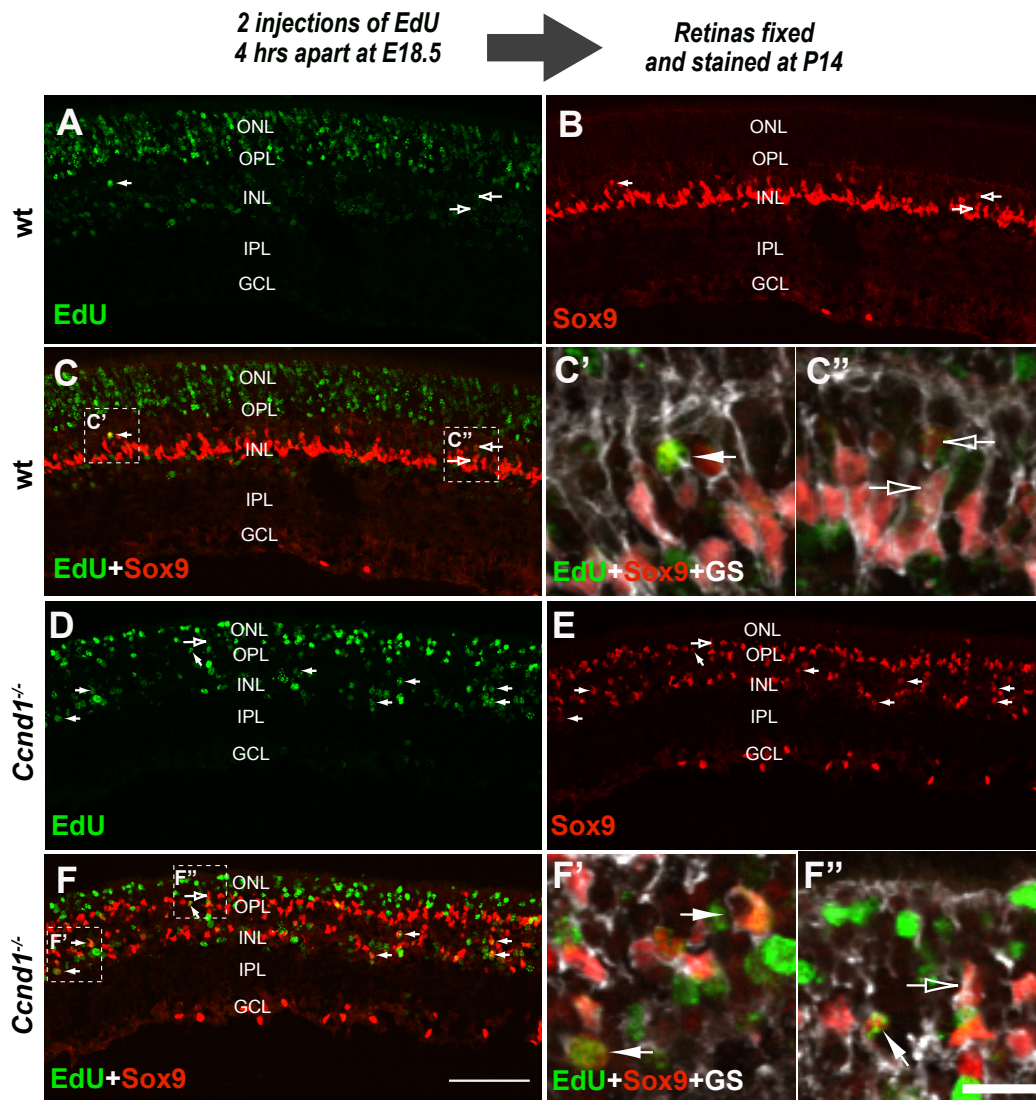 2 injections of EdU
4 hrs apart at E18.5
Retinas fixed
and stained at P14
wt
A
ONL
OPL
INL
IPL
GCL
EdU
B
ONL
OPL
INL
IPL
GCL
Sox9
wt
C
ONL
OPL
C'
C''
INL
IPL
GCL
EdU+Sox9
C'
EdU+Sox9+GS
C''
Ccnd1-/-
D
ONL
OPL
INL
IPL
GCL
EdU
E
ONL
OPL
INL
IPL
GCL
Sox9
Ccnd1-/-
F
F''
ONL
OPL
F'
INL
IPL
GCL
EdU+Sox9
F'
EdU+Sox9+GS
F''